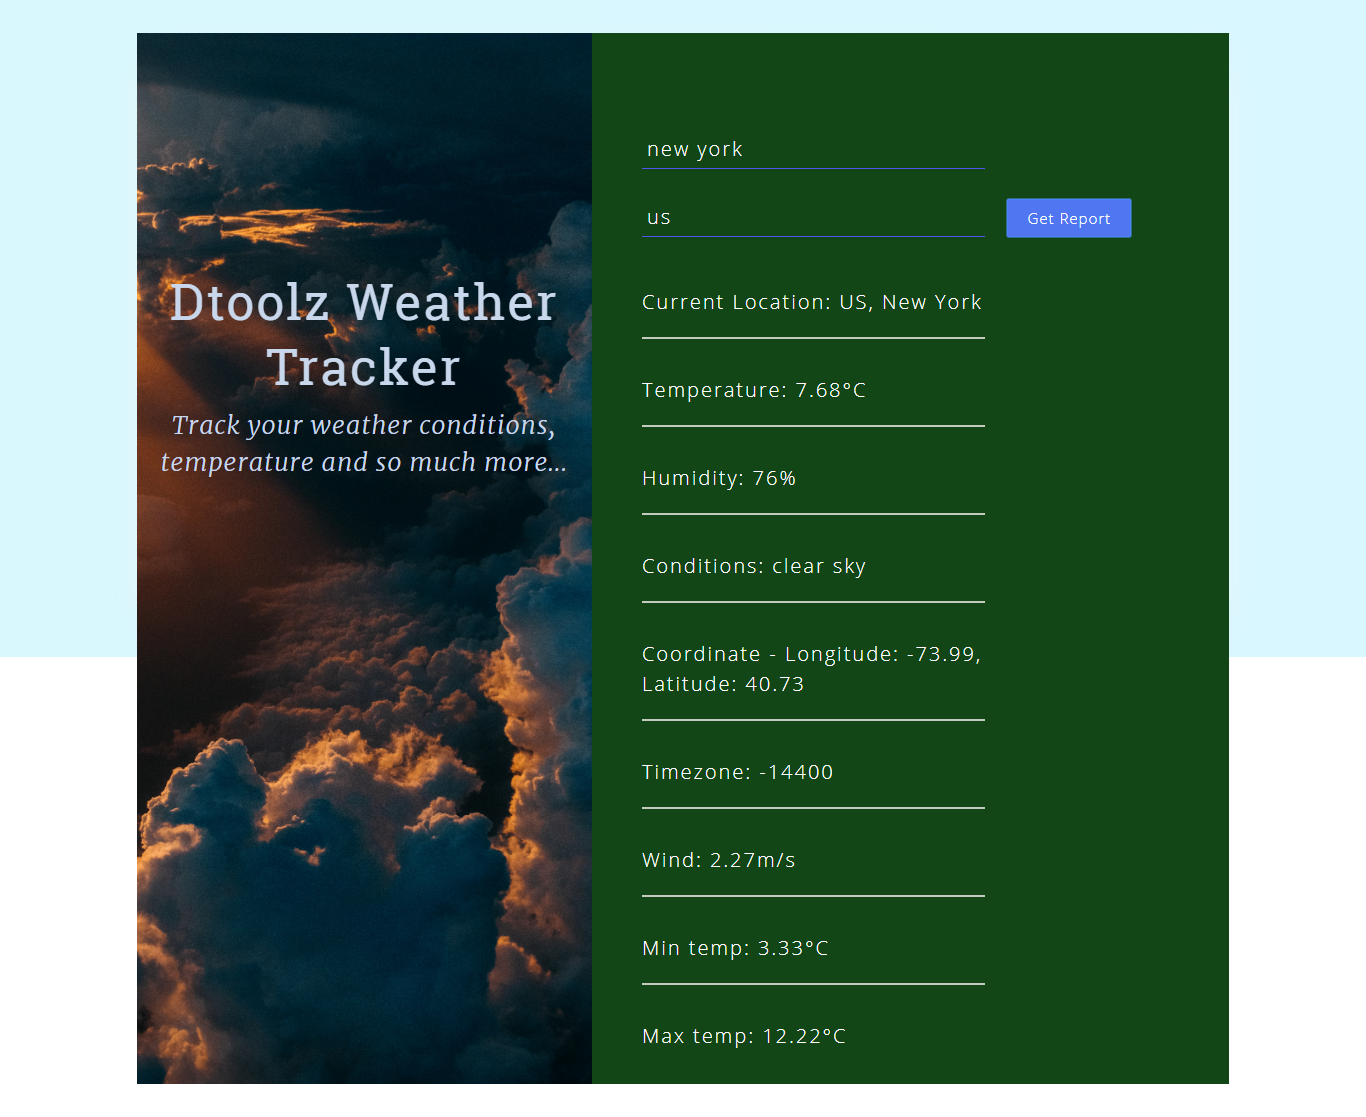 Dtoolz Weather
Tracker
Track your weather conditions,
temperature and so much more...
new york
us
Get Report
Current Location: US, New York
Temperature: 7.68°C
Humidity: 76%
Conditions: clear sky
Coordinate - Longitude: -73.99,
Latitude: 40.73
Timezone: -14400
Wind: 2.27m/s
Min temp: 3.33°C
Max temp: 12.22°C